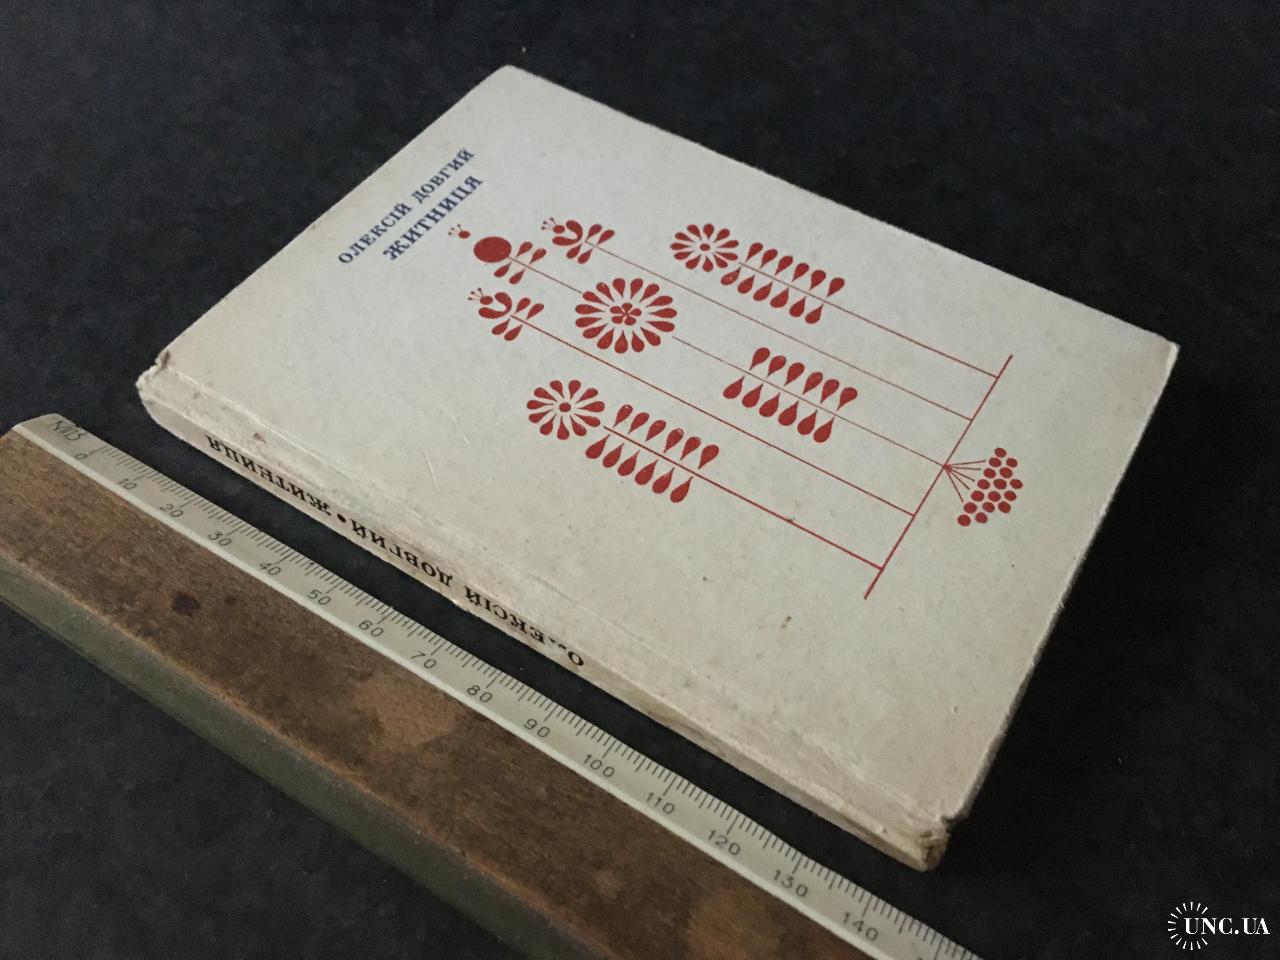 ОЛЕКСІЙ ДОВГИЙ
ЖИТНИЦЯ
ОЛЕКСІЙ ДОВГИЙ • ЖИТНИЦЯ
0 10 20 30 40 50 60 70 80 90 100 110 120 130 140
UNC.UA